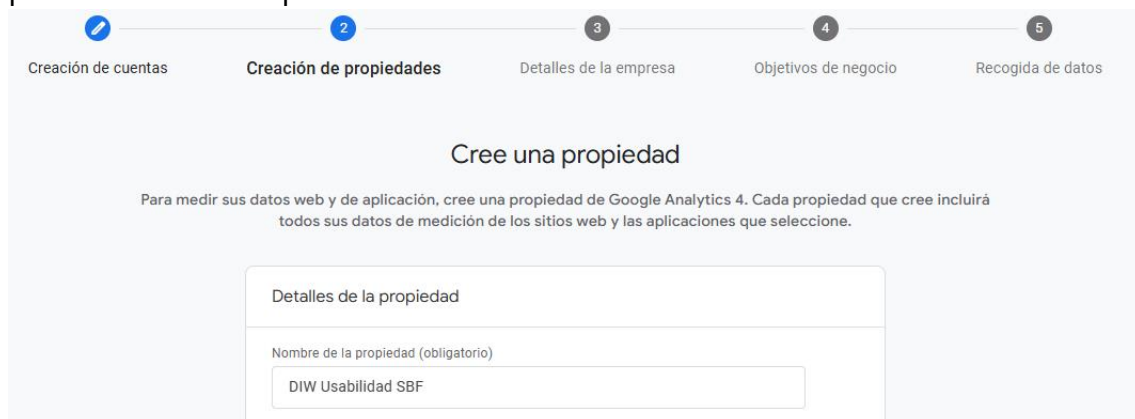 2
3
4
5
Creación de cuentas
Creación de propiedades
Detalles de la empresa
Objetivos de negocio
Recogida de datos
Cree una propiedad
Para medir sus datos web y de aplicación, cree una propiedad de Google Analytics 4. Cada propiedad que cree incluirá
todos sus datos de medición de los sitios web y las aplicaciones que seleccione.
Detalles de la propiedad
Nombre de la propiedad (obligatorio)
DIW Usabilidad SBF